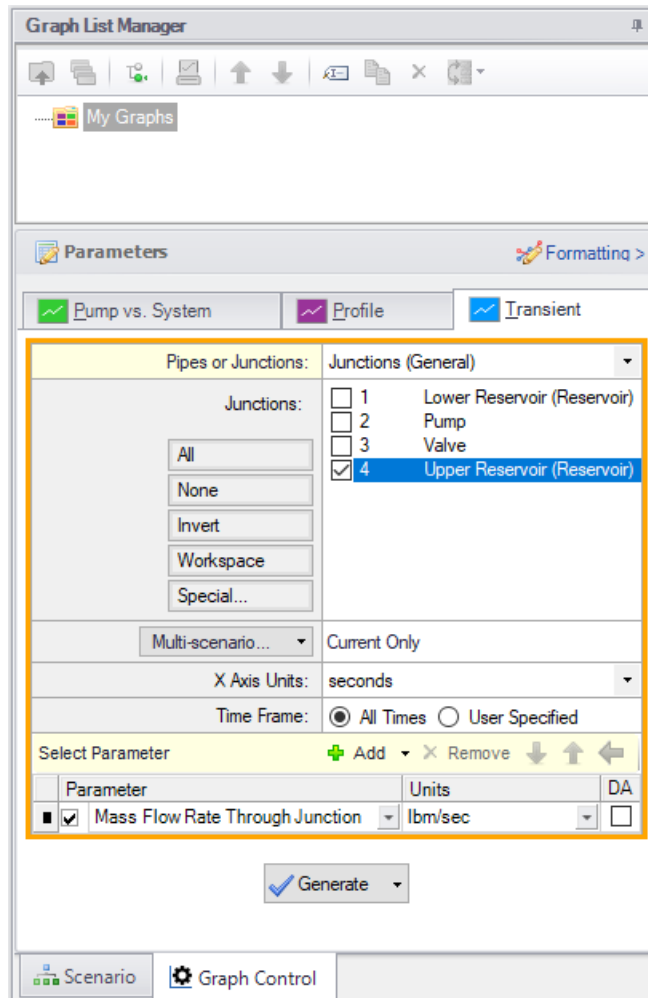 Graph List Manager
My Graphs
Parameters
Formatting >
Pump vs. System
Profile
Transient
Pipes or Junctions: Junctions (General)
Junctions:
1 Lower Reservoir (Reservoir)
2 Pump
3 Valve
4 Upper Reservoir (Reservoir)
All
None
Invert
Workspace
Special...
Multi-scenario... Current Only
X Axis Units: seconds
Time Frame: All Times User Specified
Select Parameter Add Remove
Parameter Units DA
Mass Flow Rate Through Junction lbm/sec
Generate
Scenario Graph Control